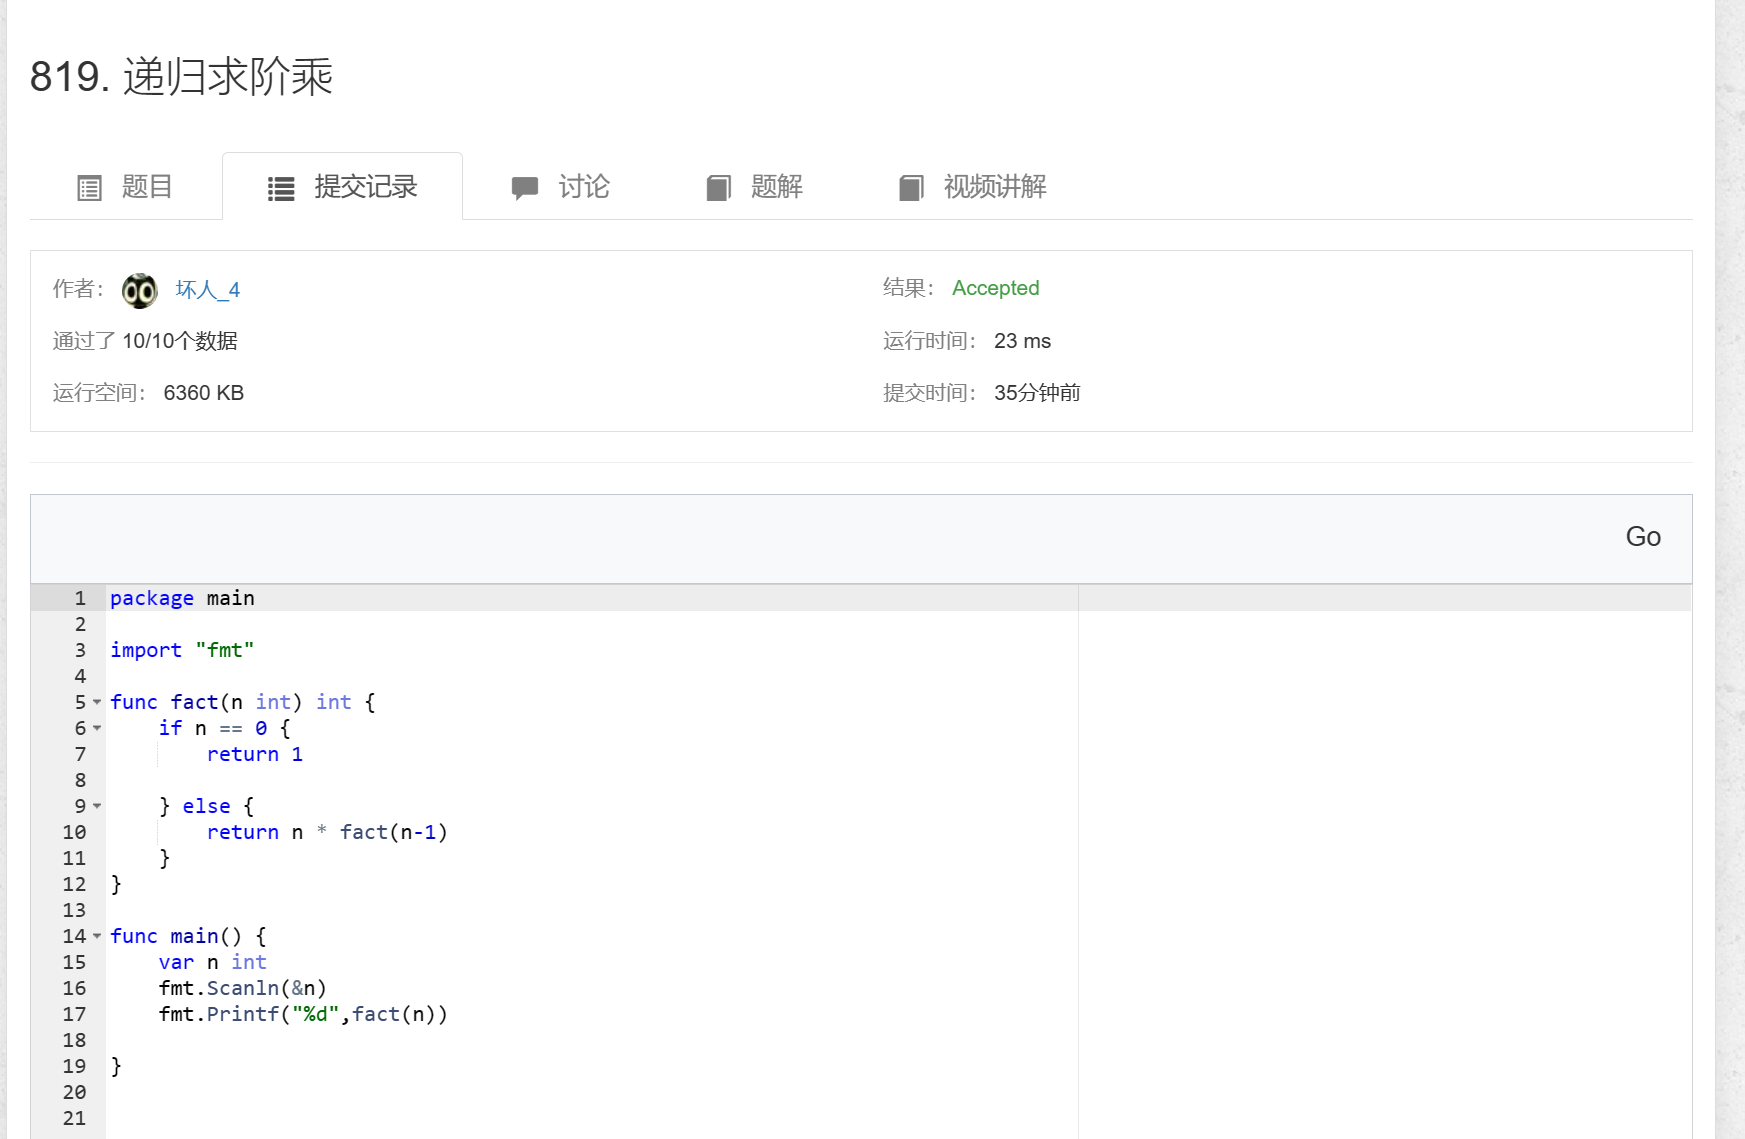 819. 递归求阶乘
题目 提交记录 讨论 题解 视频讲解
作者： 坏人_4 结果： Accepted
通过了 10/10个数据 运行时间： 23 ms
运行空间： 6360 KB 提交时间： 35分钟前
Go
1 package main
2
3 import "fmt"
4
5 func fact(n int) int {
6     if n == 0 {
7         return 1
8
9     } else {
10         return n * fact(n-1)
11     }
12 }
13
14 func main() {
15     var n int
16     fmt.Scanln(&n)
17     fmt.Printf("%d",fact(n))
18
19 }
20
21